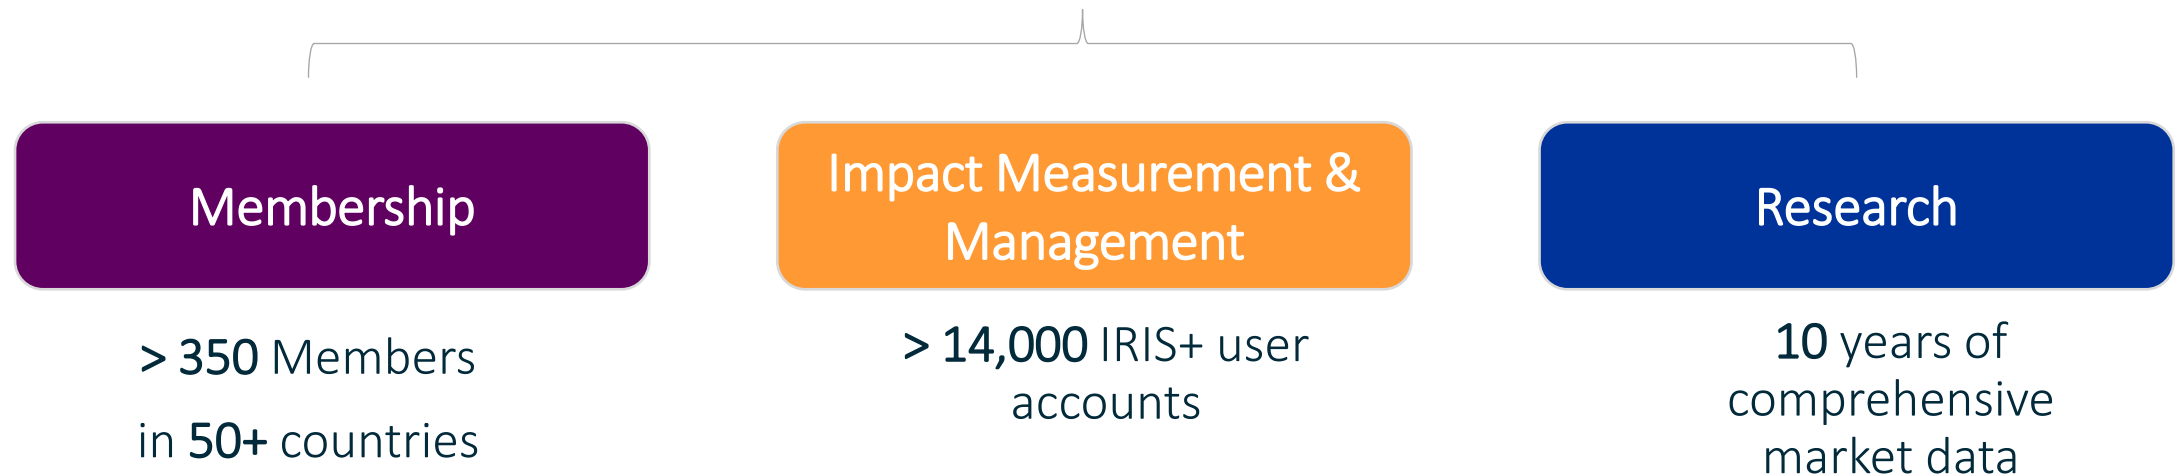 Membership
> 350 Members
in 50+ countries
Impact Measurement &
Management
> 14,000 IRIS+ user
accounts
Research
10 years of
comprehensive
market data